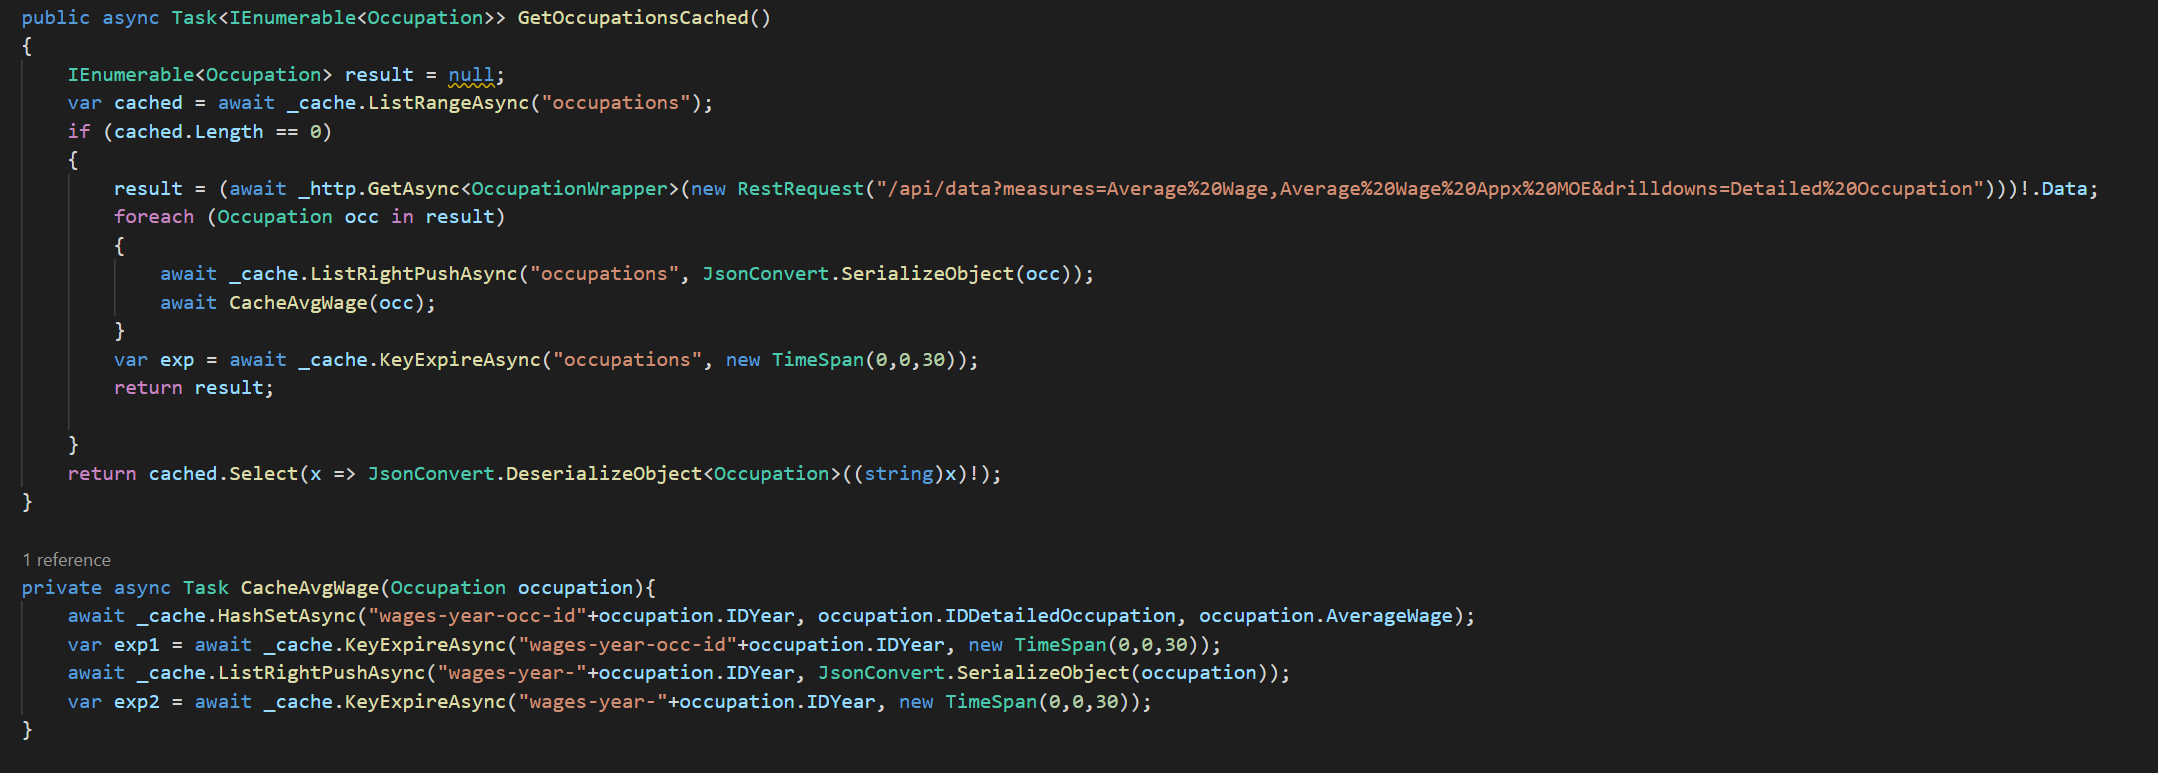 public async Task<IEnumerable<Occupation>> GetOccupationsCached()
{
    IEnumerable<Occupation> result = null;
    var cached = await _cache.ListRangeAsync("occupations");
    if (cached.Length == 0)
    {
        result = (await _http.GetAsync<OccupationWrapper>(new RestRequest("/api/data?measures=Average%20Wage,Average%20Wage%20Appx%20MOE&drilldowns=Detailed%20Occupation")))!.Data;
        foreach (Occupation occ in result)
        {
            await _cache.ListRightPushAsync("occupations", JsonConvert.SerializeObject(occ));
            await CacheAvgWage(occ);
        }
        var exp = await _cache.KeyExpireAsync("occupations", new TimeSpan(0,0,30));
        return result;
    }
    return cached.Select(x => JsonConvert.DeserializeObject<Occupation>((string)x)!);
}
1 reference
private async Task CacheAvgWage(Occupation occupation){
    await _cache.HashSetAsync("wages-year-occ-id"+occupation.IDYear, occupation.IDDetailedOccupation, occupation.AverageWage);
    var exp1 = await _cache.KeyExpireAsync("wages-year-occ-id"+occupation.IDYear, new TimeSpan(0,0,30));
    await _cache.ListRightPushAsync("wages-year-"+occupation.IDYear, JsonConvert.SerializeObject(occupation));
    var exp2 = await _cache.KeyExpireAsync("wages-year-"+occupation.IDYear, new TimeSpan(0,0,30));
}